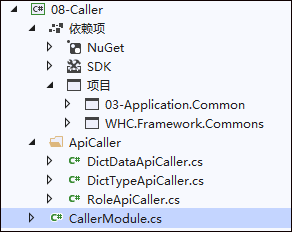 08-Caller
依赖项
NuGet
SDK
项目
03-Application.Common
WHC.Framework.Commons
ApiCaller
DictDataApiCaller.cs
DictTypeApiCaller.cs
RoleApiCaller.cs
CallerModule.cs